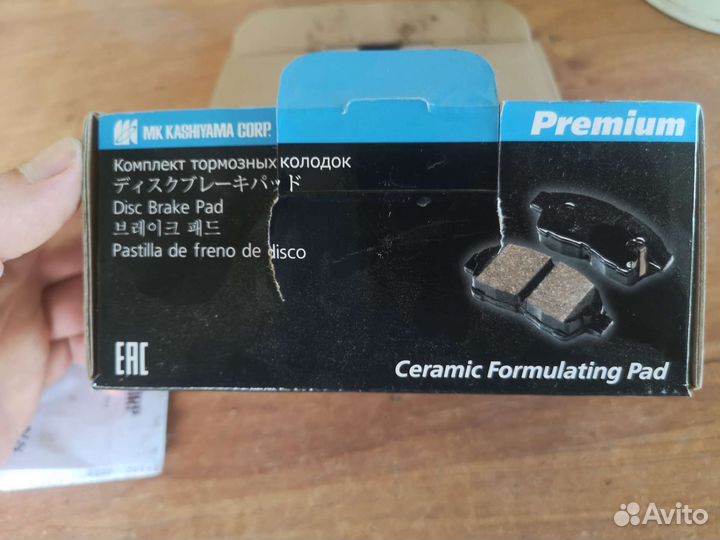 MK KASHIYAMA CORP.
Premium
Комплект тормозных колодок
ディスクブレーキパッド
Disc Brake Pad
브레이크 패드
Pastilla de freno de disco
EAC
Ceramic Formulating Pad
Avito